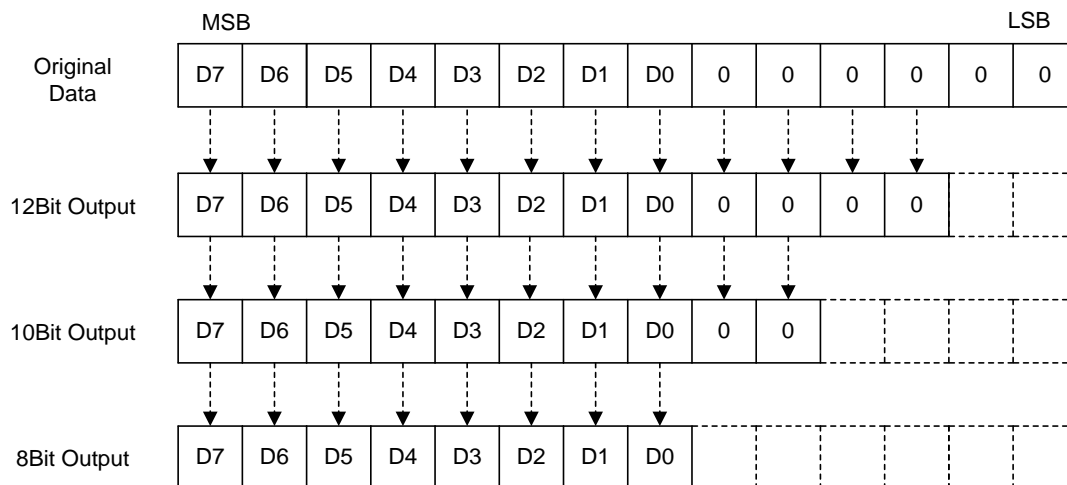 MSB LSB
Original
Data
D7 D6 D5 D4 D3 D2 D1 D0 0 0 0 0 0 0
12Bit Output
D7 D6 D5 D4 D3 D2 D1 D0 0 0 0 0
10Bit Output
D7 D6 D5 D4 D3 D2 D1 D0 0 0
8Bit Output
D7 D6 D5 D4 D3 D2 D1 D0